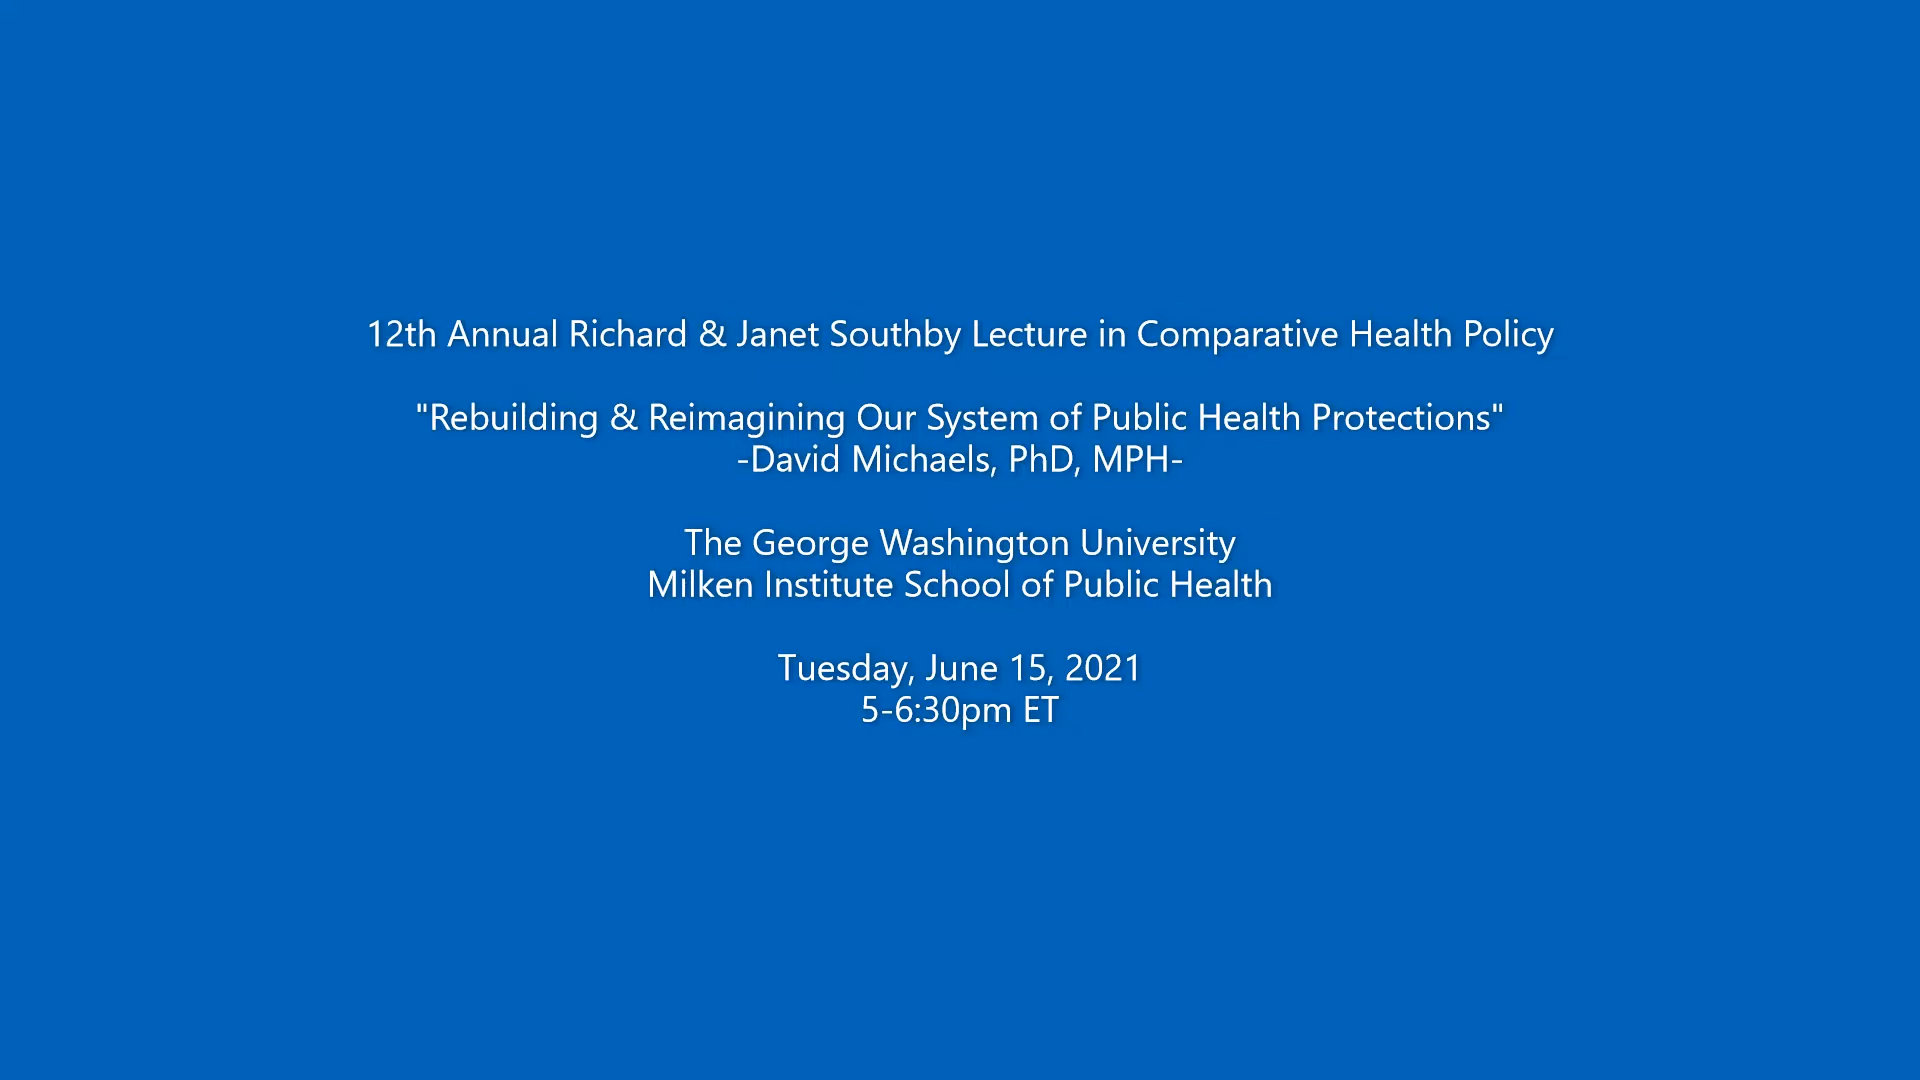 12th Annual Richard & Janet Southby Lecture in Comparative Health Policy
"Rebuilding & Reimagining Our System of Public Health Protections"
-David Michaels, PhD, MPH-
The George Washington University
Milken Institute School of Public Health
Tuesday, June 15, 2021
5-6:30pm ET